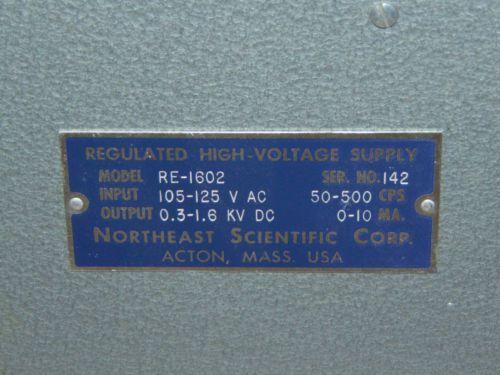 REGULATED HIGH-VOLTAGE SUPPLY
MODEL RE-1602 SER. NO. 142
INPUT 105-125 V AC 50-500 CPS
OUTPUT 0.3-1.6 KV DC 0-10 MA.
NORTHEAST SCIENTIFIC CORP.
ACTON, MASS. USA